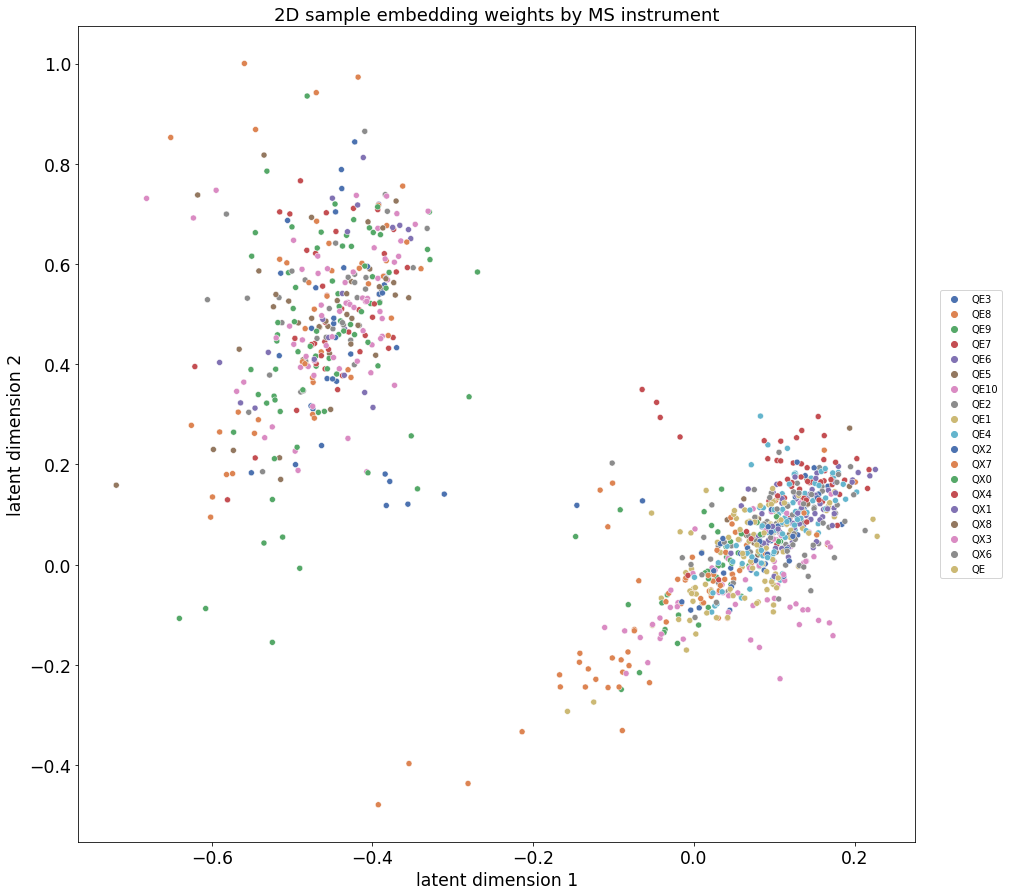 2D sample embedding weights by MS instrument
latent dimension 2
1.0
0.8
0.6
0.4
0.2
0.0
−0.2
−0.4
−0.6
−0.4
−0.2
0.0
0.2
latent dimension 1
QE3
QE8
QE9
QE7
QE6
QE5
QE10
QE2
QE1
QE4
QX2
QX7
QX0
QX4
QX1
QX8
QX3
QX6
QE